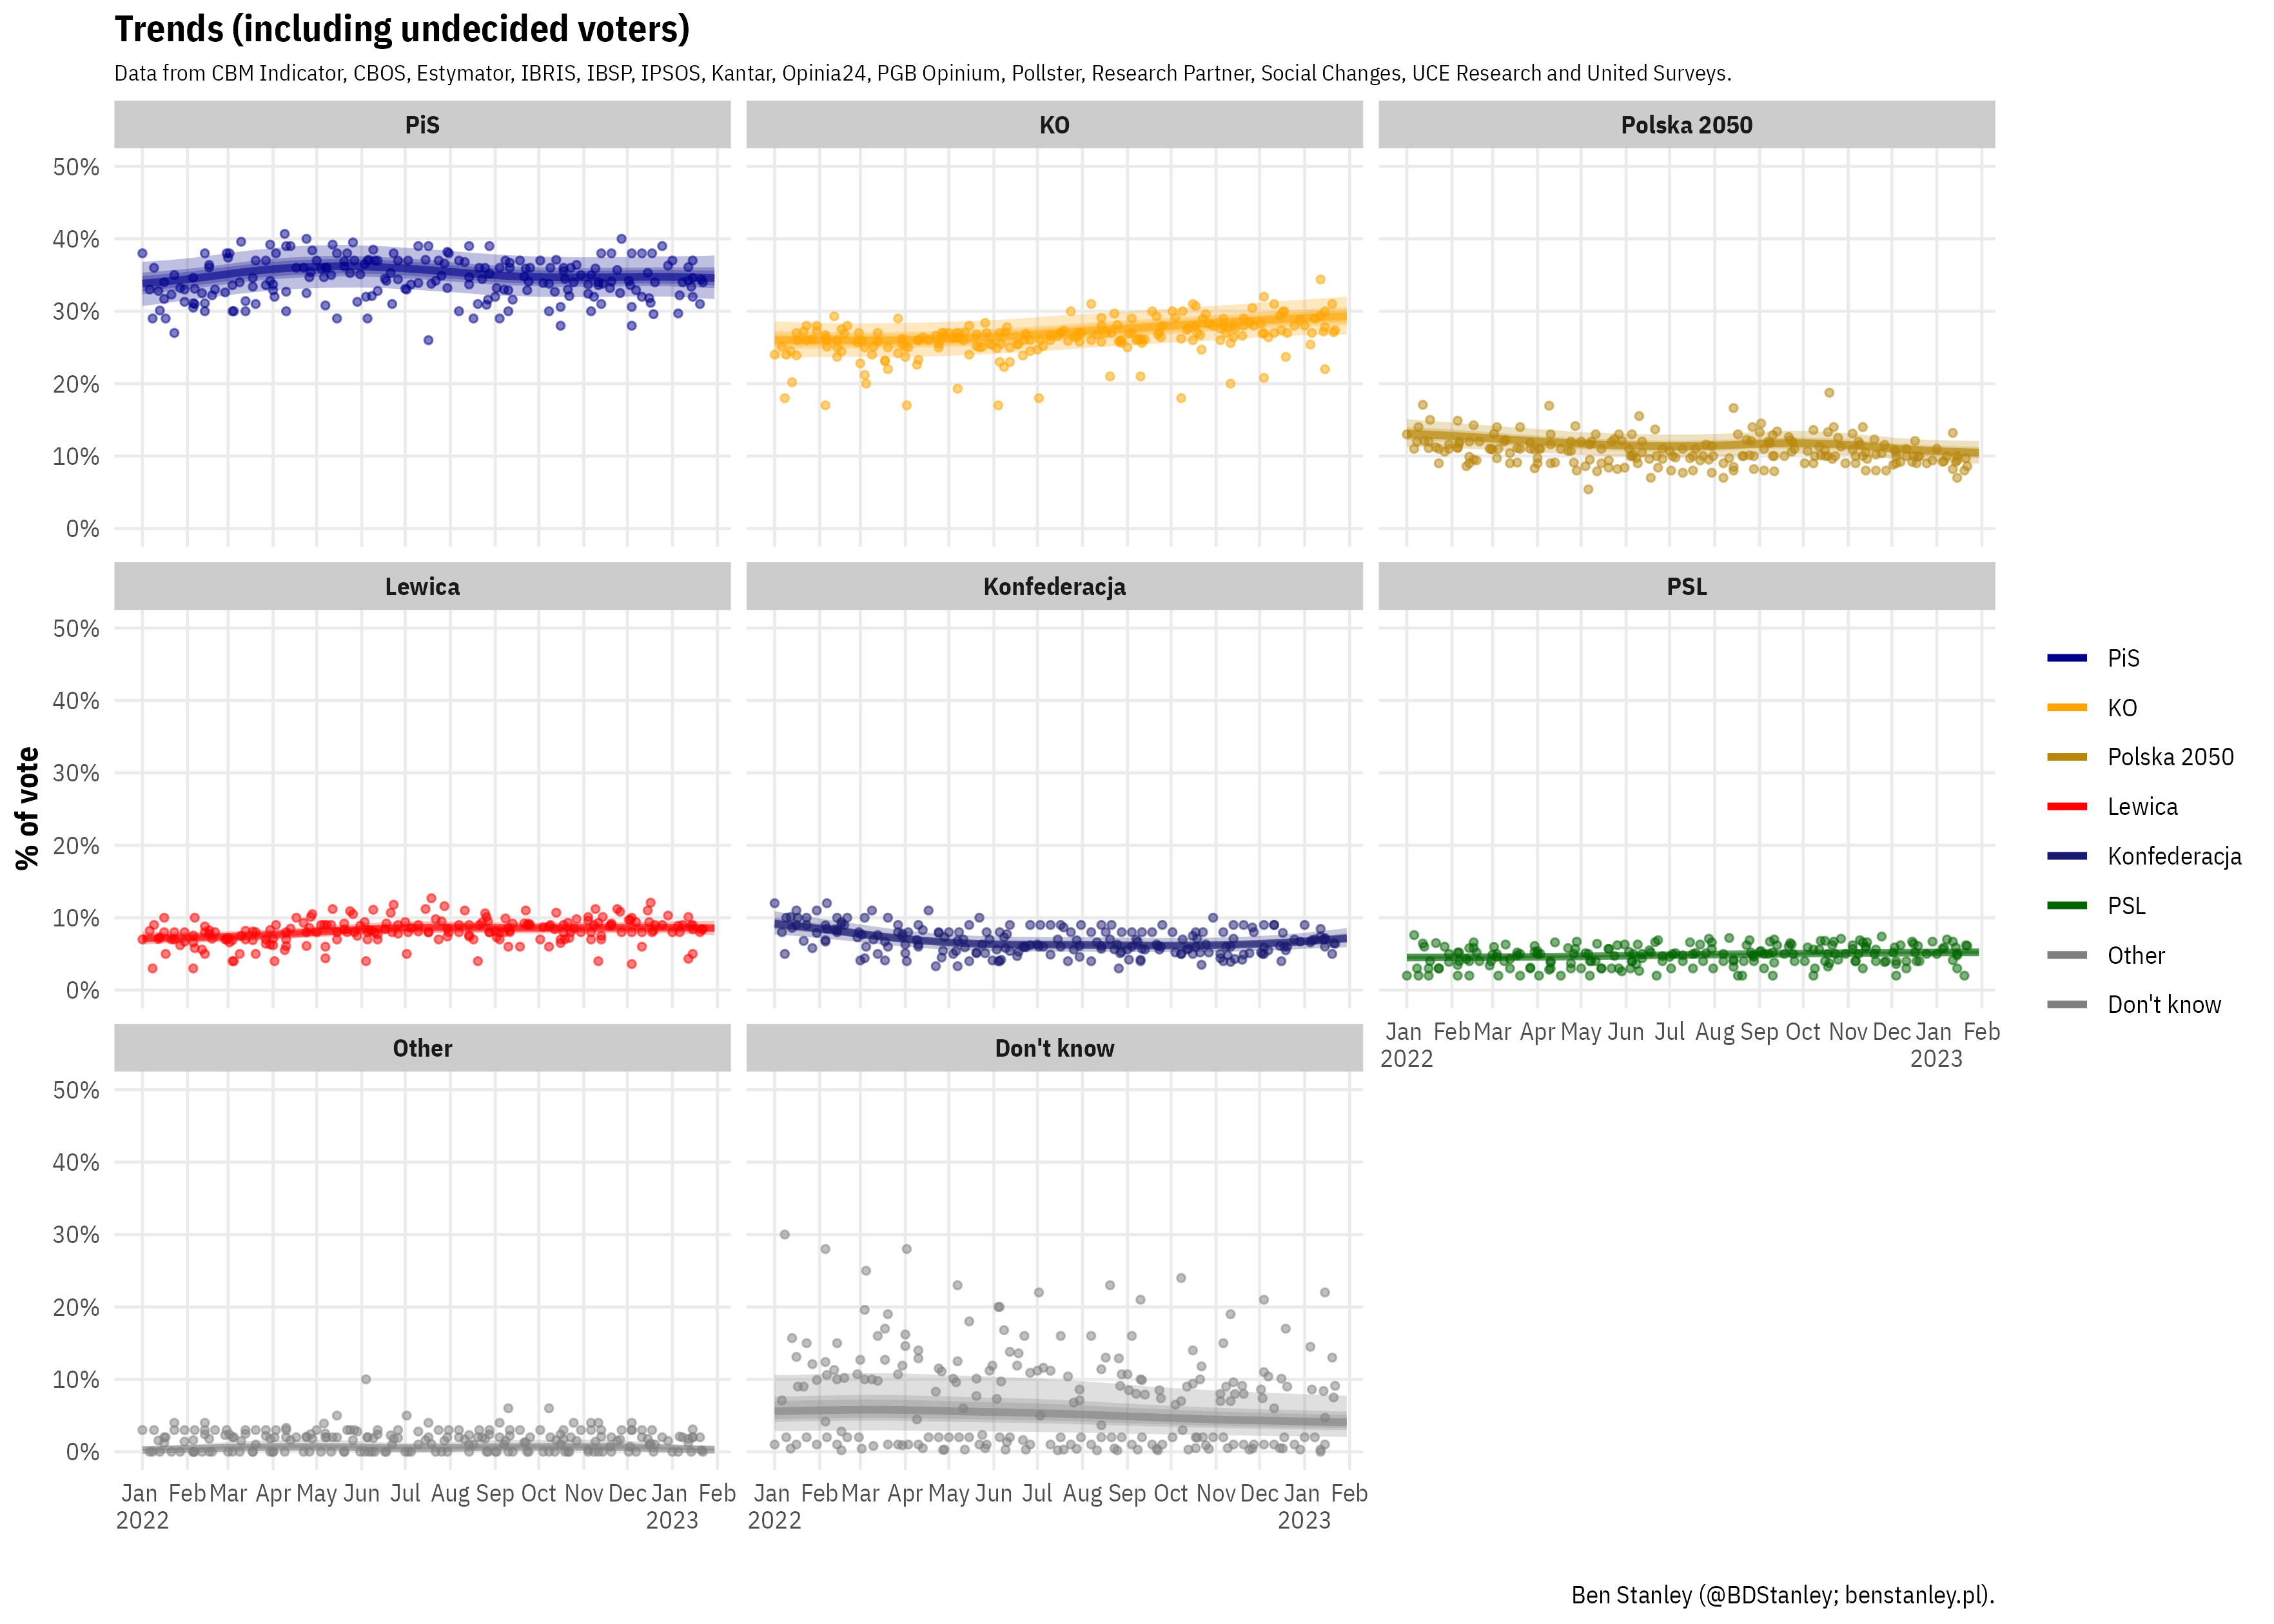 Trends (including undecided voters)
Data from CBM Indicator, CBOS, Estymator, IBRIS, IBSP, IPSOS, Kantar, Opinia24, PGB Opinium, Pollster, Research Partner, Social Changes, UCE Research and United Surveys.
PiS
KO
Polska 2050
50%
40%
30%
20%
10%
0%
Lewica
Konfederacja
PSL
50%
40%
30%
20%
10%
0%
% of vote
Jan Feb Mar Apr May Jun Jul Aug Sep Oct Nov Dec Jan Feb
2022 2023
Other
Don't know
50%
40%
30%
20%
10%
0%
Jan Feb Mar Apr May Jun Jul Aug Sep Oct Nov Dec Jan Feb
2022 2023
Jan Feb Mar Apr May Jun Jul Aug Sep Oct Nov Dec Jan Feb
2022 2023
PiS
KO
Polska 2050
Lewica
Konfederacja
PSL
Other
Don't know
Ben Stanley (@BDStanley; benstanley.pl).